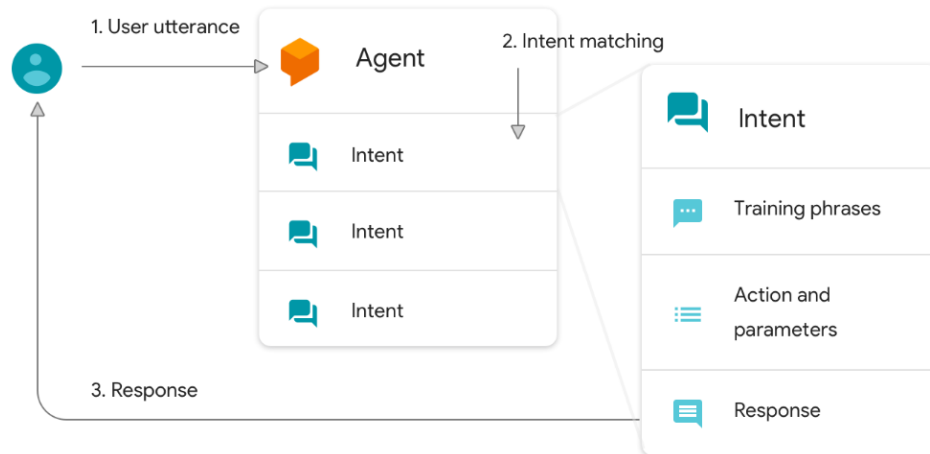 1. User utterance
Agent
2. Intent matching
Intent
Intent
Intent
Intent
Training phrases
Action and
parameters
Response
3. Response